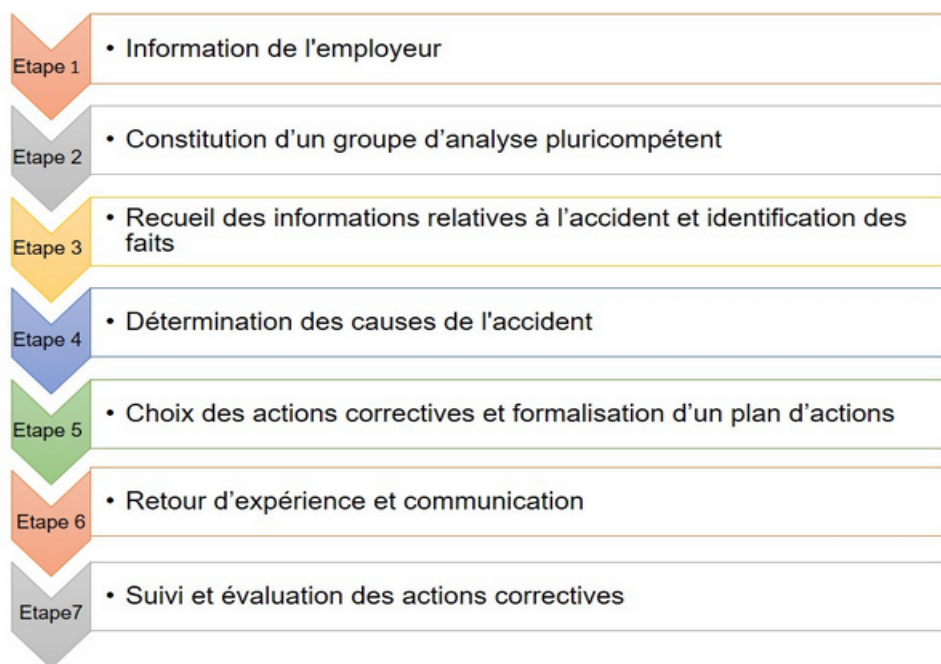 Etape 1
• Information de l'employeur
Etape 2
• Constitution d’un groupe d’analyse pluricompétent
Etape 3
• Recueil des informations relatives à l’accident et identification des
faits
Etape 4
• Détermination des causes de l'accident
Etape 5
• Choix des actions correctives et formalisation d’un plan d’actions
Etape 6
• Retour d’expérience et communication
Etape7
• Suivi et évaluation des actions correctives